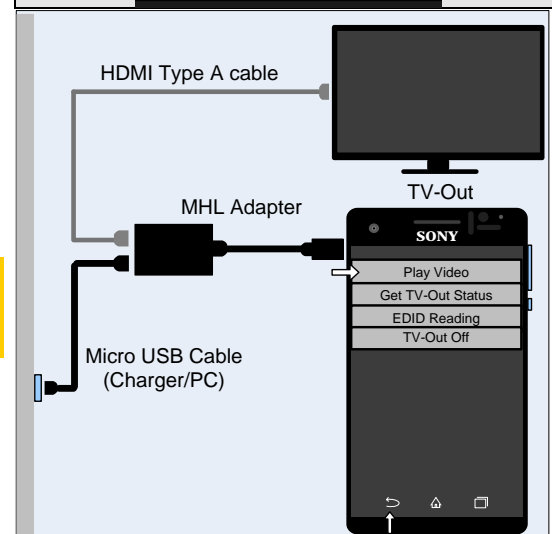 HDMI Type A cable
TV-Out
MHL Adapter
SONY
Play Video
Get TV-Out Status
EDID Reading
TV-Out Off
Micro USB Cable
(Charger/PC)